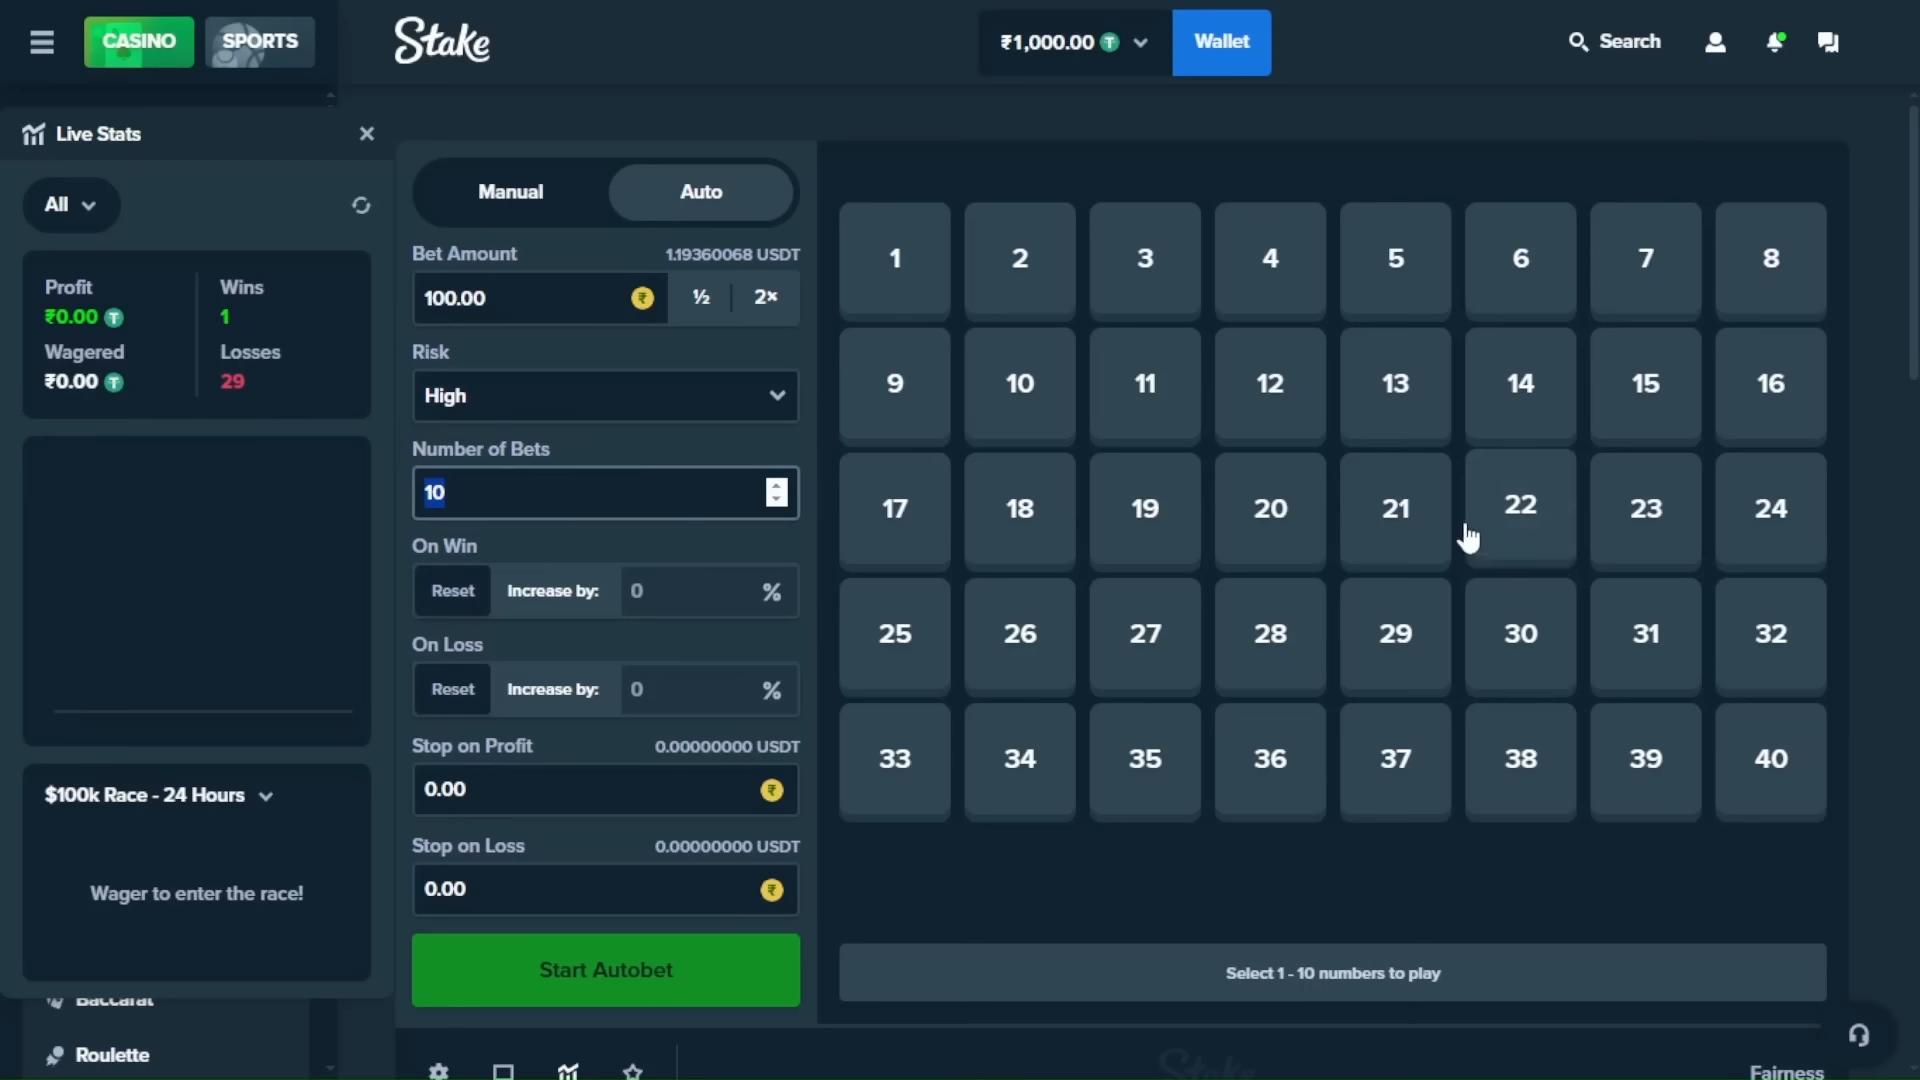 CASINO
SPORTS
Stake
₹1,000.00
Wallet
Search
Live Stats
All
Profit
₹0.00
Wins
1
Wagered
₹0.00
Losses
29
$100k Race - 24 Hours
Wager to enter the race!
Baccarat
Roulette
Manual
Auto
Bet Amount
1.19360068 USDT
100.00
½
2×
Risk
High
Number of Bets
10
On Win
Reset
Increase by:
0
%
On Loss
Reset
Increase by:
0
%
Stop on Profit
0.00000000 USDT
0.00
Stop on Loss
0.00000000 USDT
0.00
Start Autobet
1 2 3 4 5 6 7 8
9 10 11 12 13 14 15 16
17 18 19 20 21 22 23 24
25 26 27 28 29 30 31 32
33 34 35 36 37 38 39 40
Select 1 - 10 numbers to play
Stake
Fairness